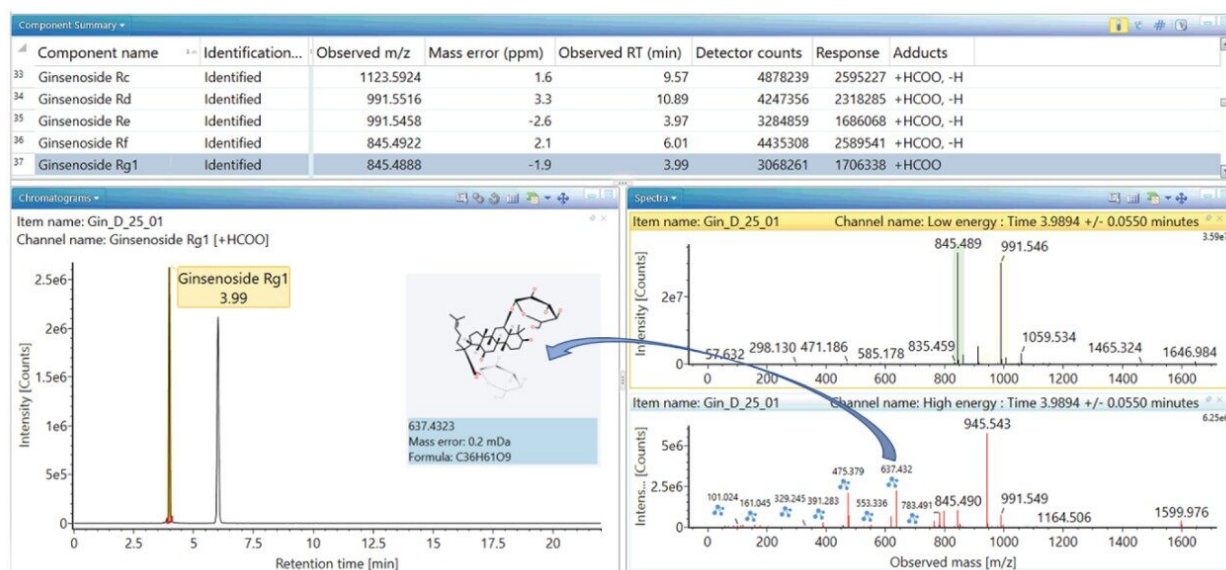 Component Summary
Component name Identification... Observed m/z Mass error (ppm) Observed RT (min) Detector counts Response Adducts
33 Ginsenoside Rc Identified 1123.5924 1.6 9.57 4878239 2595227 +HCOO, -H
34 Ginsenoside Rd Identified 991.5516 3.3 10.89 4247356 2318285 +HCOO, -H
35 Ginsenoside Re Identified 991.5458 -2.6 3.97 3284859 1686068 +HCOO, -H
36 Ginsenoside Rf Identified 845.4922 2.1 6.01 4435308 2589541 +HCOO, -H
37 Ginsenoside Rg1 Identified 845.4888 -1.9 3.99 3068261 1706338 +HCOO
Chromatograms
Item name: Gin_D_25_01
Channel name: Ginsenoside Rg1 [+HCOO]
Ginsenoside Rg1
3.99
2.5e6
2e6
1.5e6
1e6
5e5
0
Intensity [Counts]
637.4323
Mass error: 0.2 mDa
Formula: C36H61O9
0 2.5 5 7.5 10 12.5 15 17.5 20
Retention time [min]
Spectra
Item name: Gin_D_25_01 Channel name: Low energy : Time 3.9894 +/- 0.0550 minutes
3.59e7
845.489 991.546
2e7
Intensity [Counts]
57.632 298.130 471.186 585.178 835.459 1059.534 1465.324 1646.984
0
0 200 400 600 800 1000 1200 1400 1600
Item name: Gin_D_25_01 Channel name: High energy : Time 3.9894 +/- 0.0550 minutes
6.25e6
945.543
5e6
475.379 637.432
2.5e6
Intens... [Counts]
101.024 161.045 329.245 391.283 553.336 783.491 845.490 991.549 1164.506 1599.976
0
0 200 400 600 800 1000 1200 1400 1600
Observed mass [m/z]